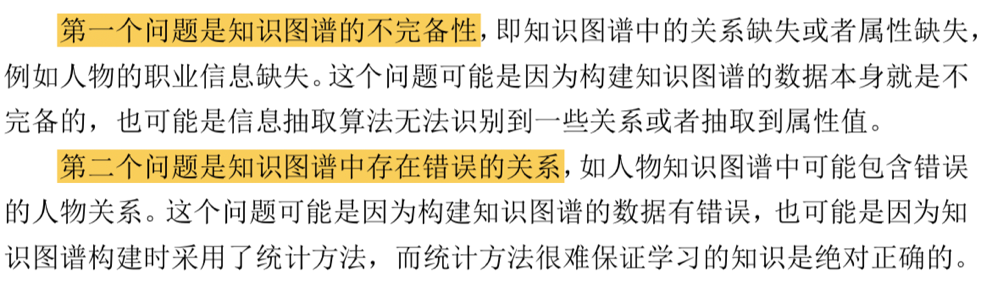 第一个问题是知识图谱的不完备性，即知识图谱中的关系缺失或者属性缺失，
例如人物的职业信息缺失。这个问题可能是因为构建知识图谱的数据本身就是不
完备的，也可能是信息抽取算法无法识别到一些关系或者抽取到属性值。
第二个问题是知识图谱中存在错误的关系，如人物知识图谱中可能包含错误
的人物关系。这个问题可能是因为构建知识图谱的数据有错误，也可能是因为知
识图谱构建时采用了统计方法，而统计方法很难保证学习的知识是绝对正确的。